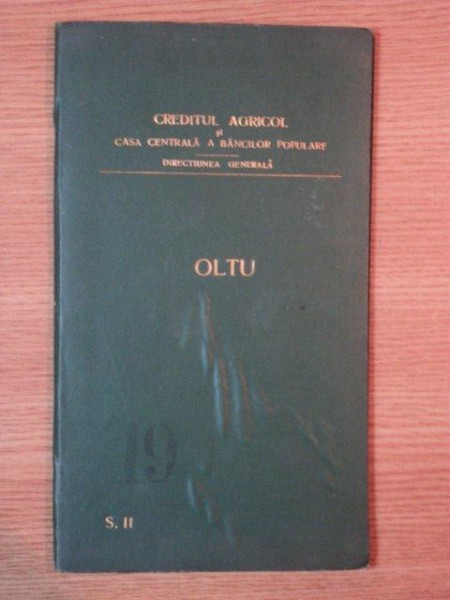 CREDITUL AGRICOL
și
CASA CENTRALĂ A BĂNCILOR POPULARE
DIRECȚIUNEA GENERALĂ
OLTU
19
S. II